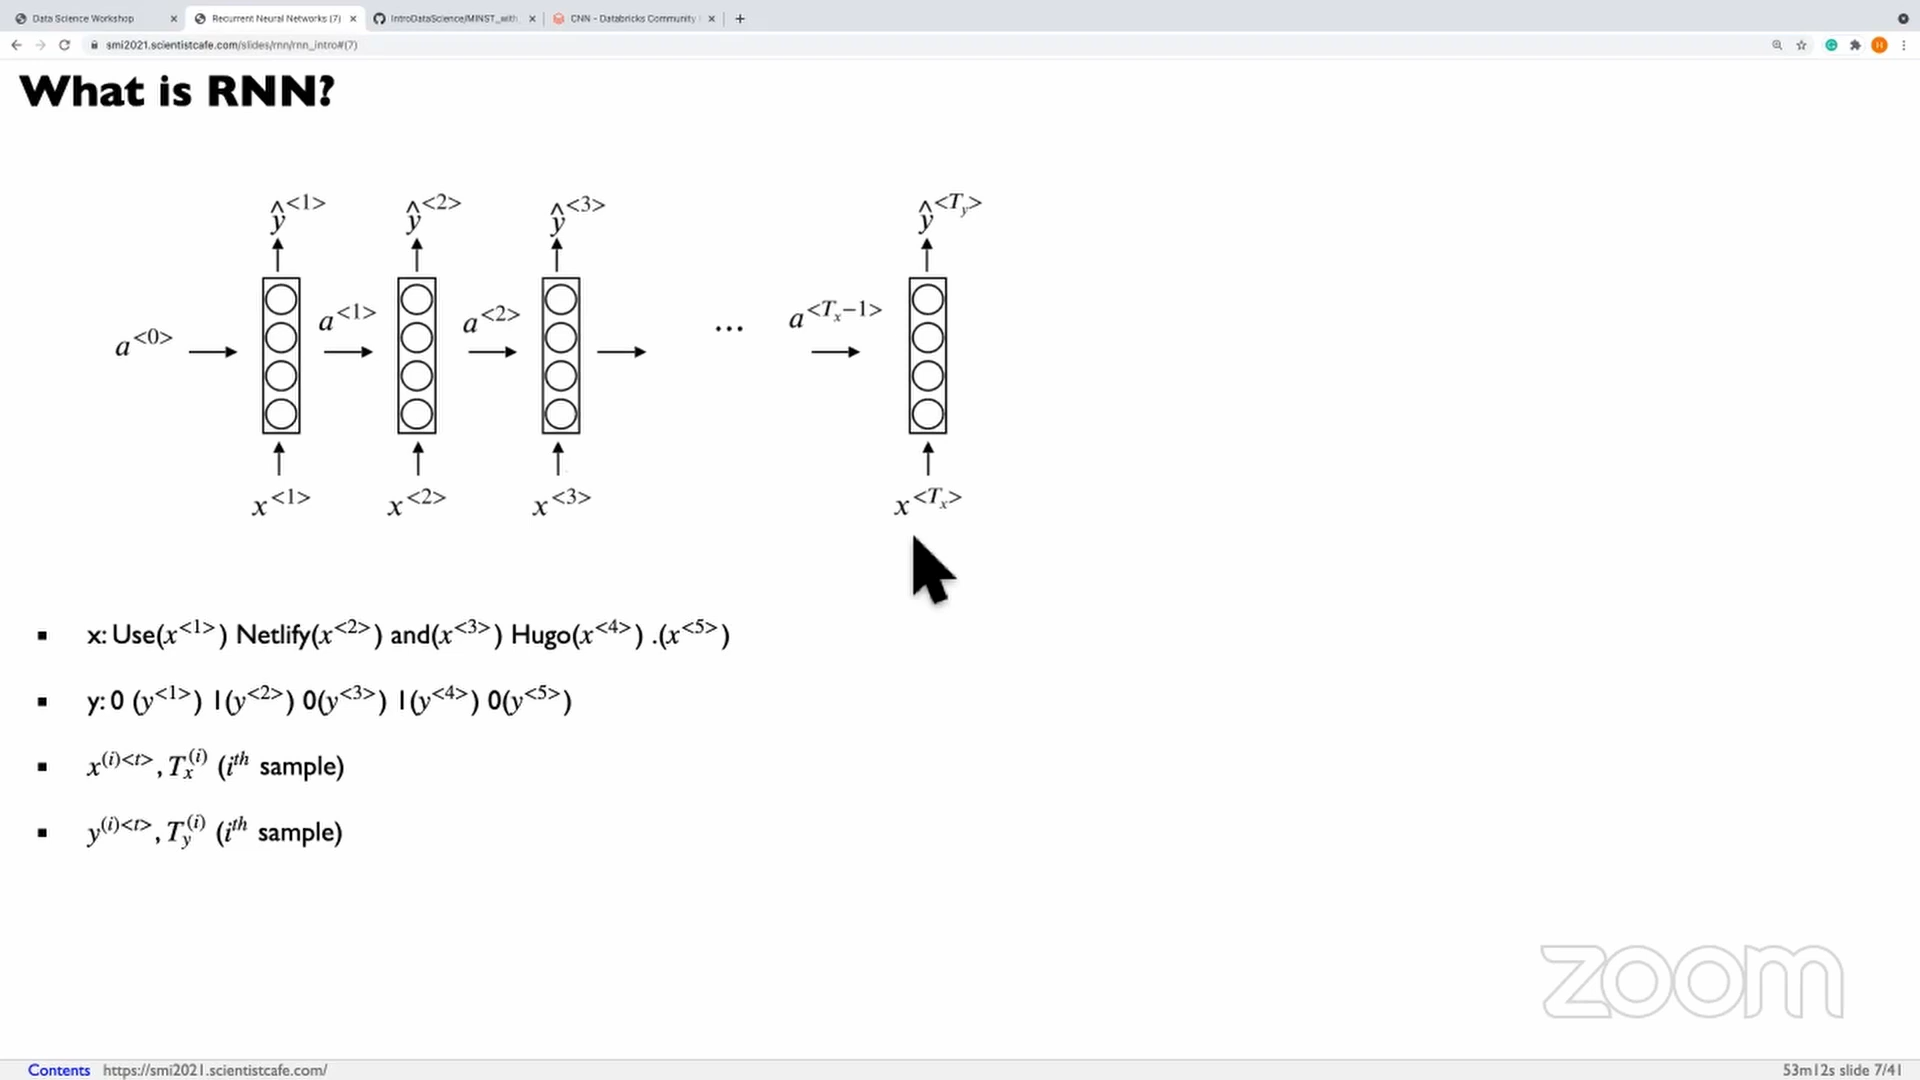 Data Science Workshop
Recurrent Neural Networks (7)
IntroDataScience/MINST_with_
CNN - Databricks Community
smi2021.scientistcafe.com/slides/rnn/rnn_intro#(7)
H
What is RNN?
ŷ<1> ŷ<2> ŷ<3> ŷ<Ty>
a<0> a<1> a<2> ... a<Tx−1>
x<1> x<2> x<3> x<Tx>
x: Use(x<1>) Netlify(x<2>) and(x<3>) Hugo(x<4>) .(x<5>)
y: 0 (y<1>) 1(y<2>) 0(y<3>) 1(y<4>) 0(y<5>)
x(i)<t>, Tx(i) (ith sample)
y(i)<t>, Ty(i) (ith sample)
zoom
Contents https://smi2021.scientistcafe.com/
53m12s slide 7/41